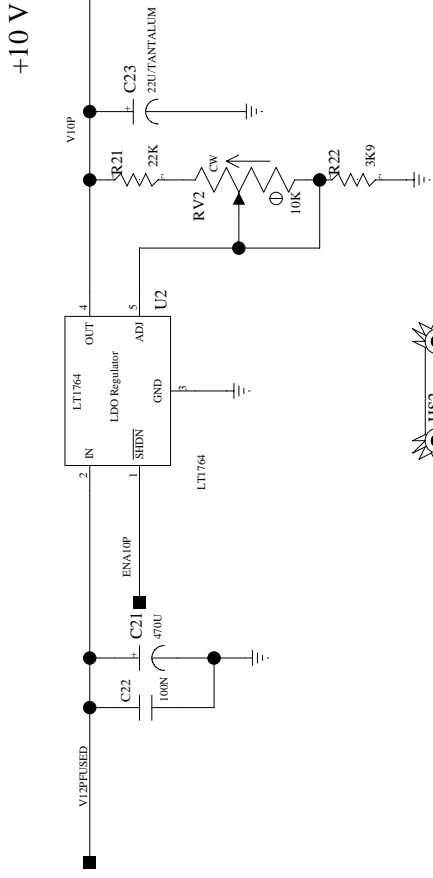 +10 V
V12PFUSED
C22
100N
+
C21
470U
ENA10P
2
IN
1
SHDN
LT1764
LDO Regulator
GND
3
OUT
4
ADJ
5
U2
LT1764
V10P
R21
22K
RV2
CW
10K
R22
3K9
+
C23
22U/TANTALUM